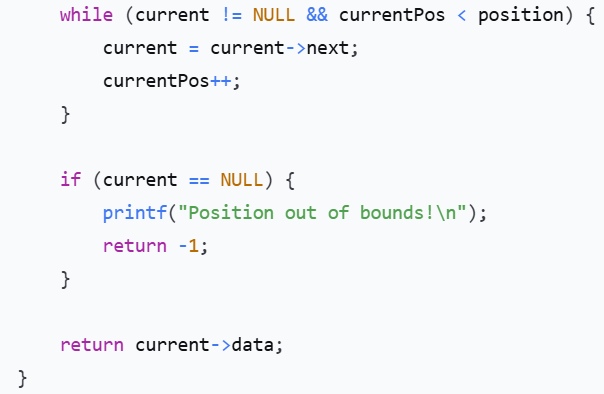 while (current != NULL && currentPos < position) {
current = current->next;
currentPos++;
}
if (current == NULL) {
printf("Position out of bounds!\n");
return -1;
}
return current->data;
}